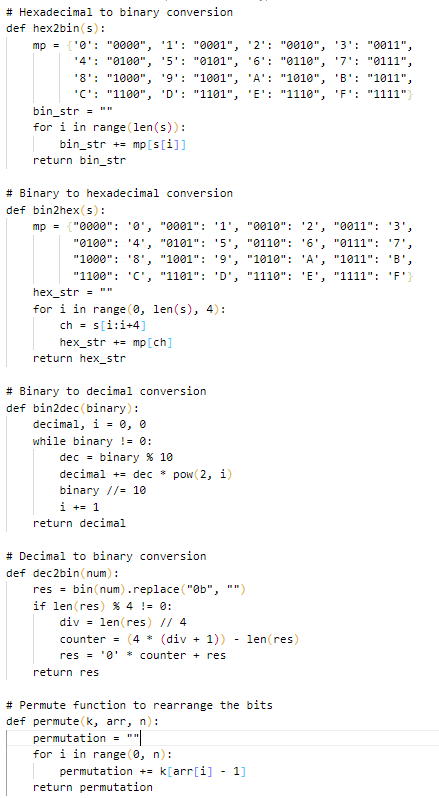 # Hexadecimal to binary conversion
def hex2bin(s):
    mp = {'0': "0000", '1': "0001", '2': "0010", '3': "0011",
          '4': "0100", '5': "0101", '6': "0110", '7': "0111",
          '8': "1000", '9': "1001", 'A': "1010", 'B': "1011",
          'C': "1100", 'D': "1101", 'E': "1110", 'F': "1111"}
    bin_str = ""
    for i in range(len(s)):
        bin_str += mp[s[i]]
    return bin_str

# Binary to hexadecimal conversion
def bin2hex(s):
    mp = {"0000": '0', "0001": '1', "0010": '2', "0011": '3',
          "0100": '4', "0101": '5', "0110": '6', "0111": '7',
          "1000": '8', "1001": '9', "1010": 'A', "1011": 'B',
          "1100": 'C', "1101": 'D', "1110": 'E', "1111": 'F'}
    hex_str = ""
    for i in range(0, len(s), 4):
        ch = s[i:i+4]
        hex_str += mp[ch]
    return hex_str

# Binary to decimal conversion
def bin2dec(binary):
    decimal, i = 0, 0
    while binary != 0:
        dec = binary % 10
        decimal += dec * pow(2, i)
        binary //= 10
        i += 1
    return decimal

# Decimal to binary conversion
def dec2bin(num):
    res = bin(num).replace("0b", "")
    if len(res) % 4 != 0:
        div = len(res) // 4
        counter = (4 * (div + 1)) - len(res)
        res = '0' * counter + res
    return res

# Permute function to rearrange the bits
def permute(k, arr, n):
    permutation = ""
    for i in range(0, n):
        permutation += k[arr[i] - 1]
    return permutation